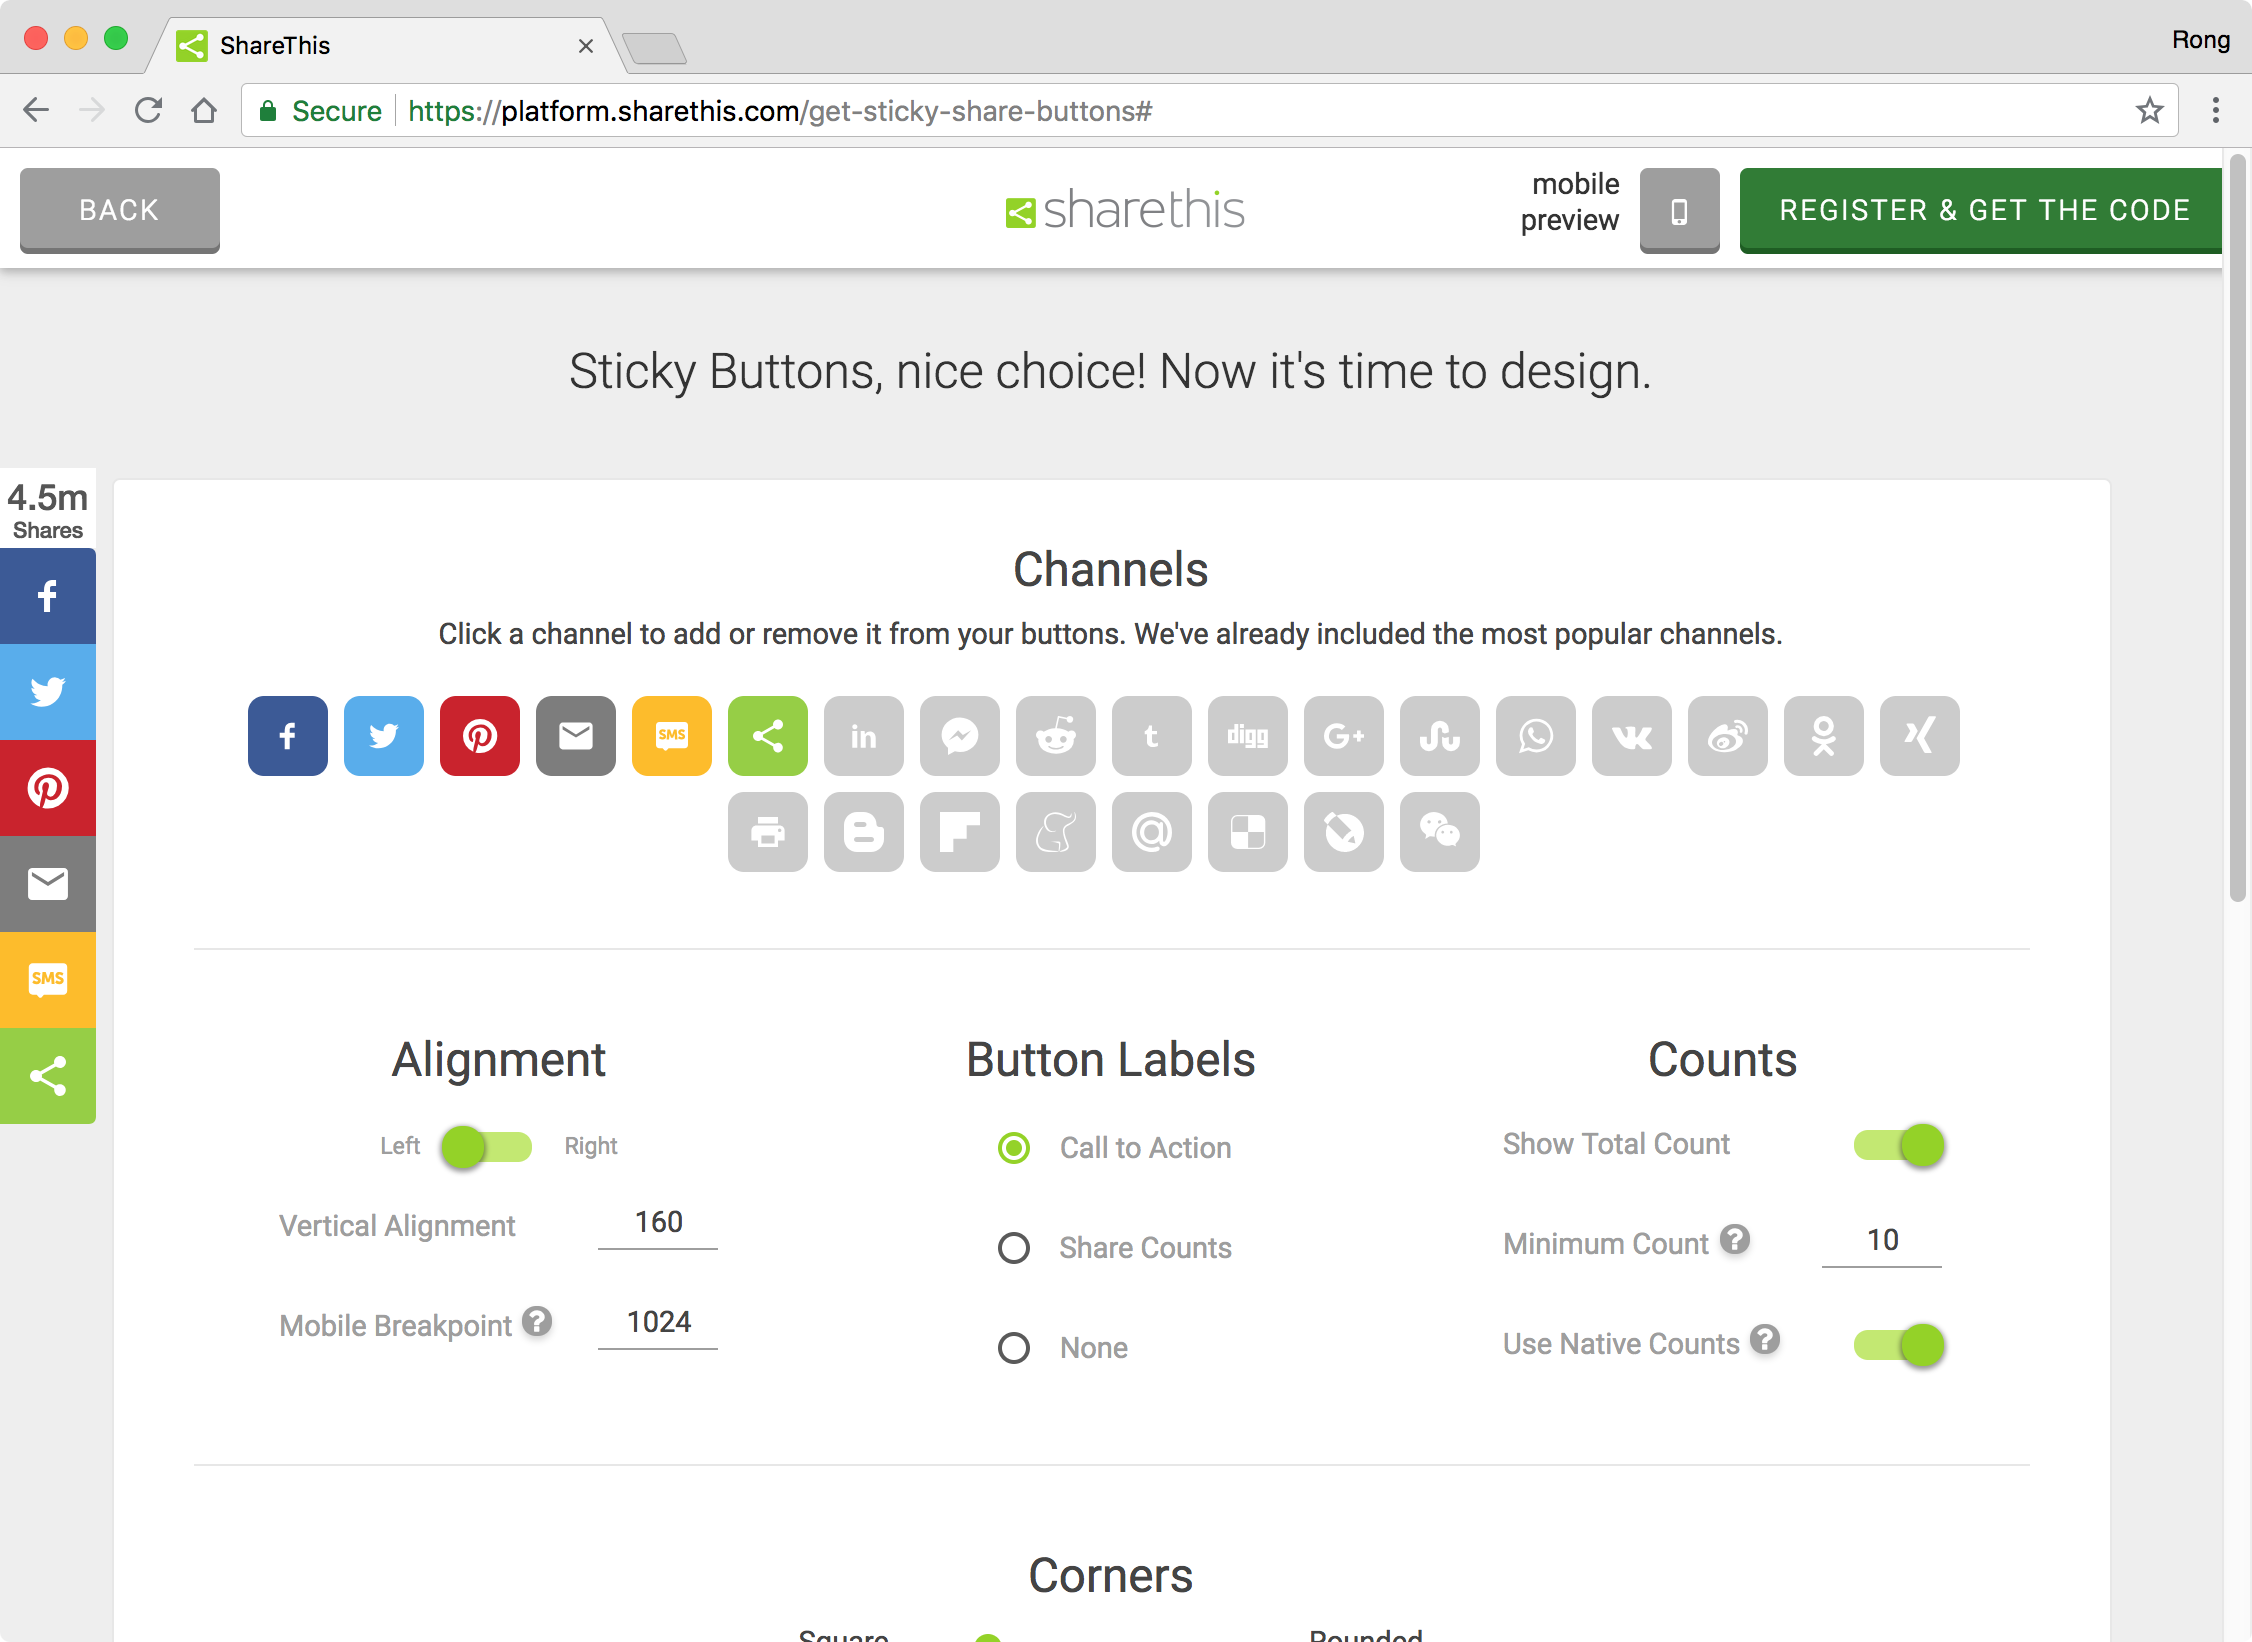 ShareThis
Rong
Secure
https://platform.sharethis.com/get-sticky-share-buttons#
BACK
sharethis
mobile
preview
REGISTER & GET THE CODE
Sticky Buttons, nice choice! Now it's time to design.
4.5m
Shares
SMS
Channels
Click a channel to add or remove it from your buttons. We've already included the most popular channels.
SMS
in
t
digg
G+
Alignment
Left
Right
Vertical Alignment
160
Mobile Breakpoint ?
1024
Button Labels
Call to Action
Share Counts
None
Counts
Show Total Count
Minimum Count ?
10
Use Native Counts ?
Corners
Square
Rounded